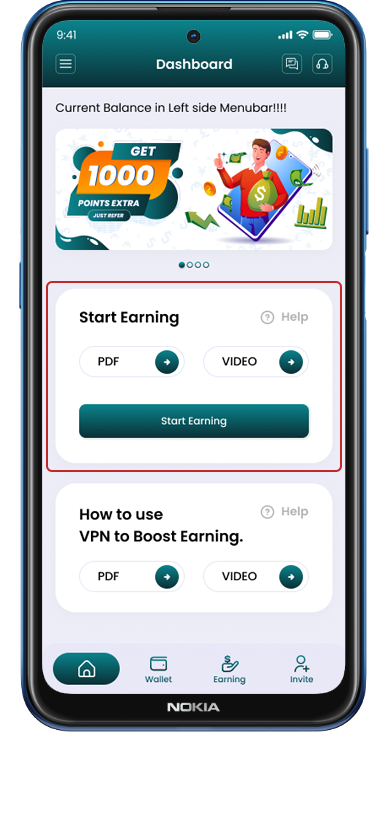 9:41
Dashboard
Current Balance in Left side Menubar!!!!
GET
1000
POINTS EXTRA
JUST REFER
$
Start Earning
? Help
PDF
VIDEO
Start Earning
How to use
? Help
VPN to Boost Earning.
PDF
VIDEO
Wallet
Earning
Invite
NOKIA